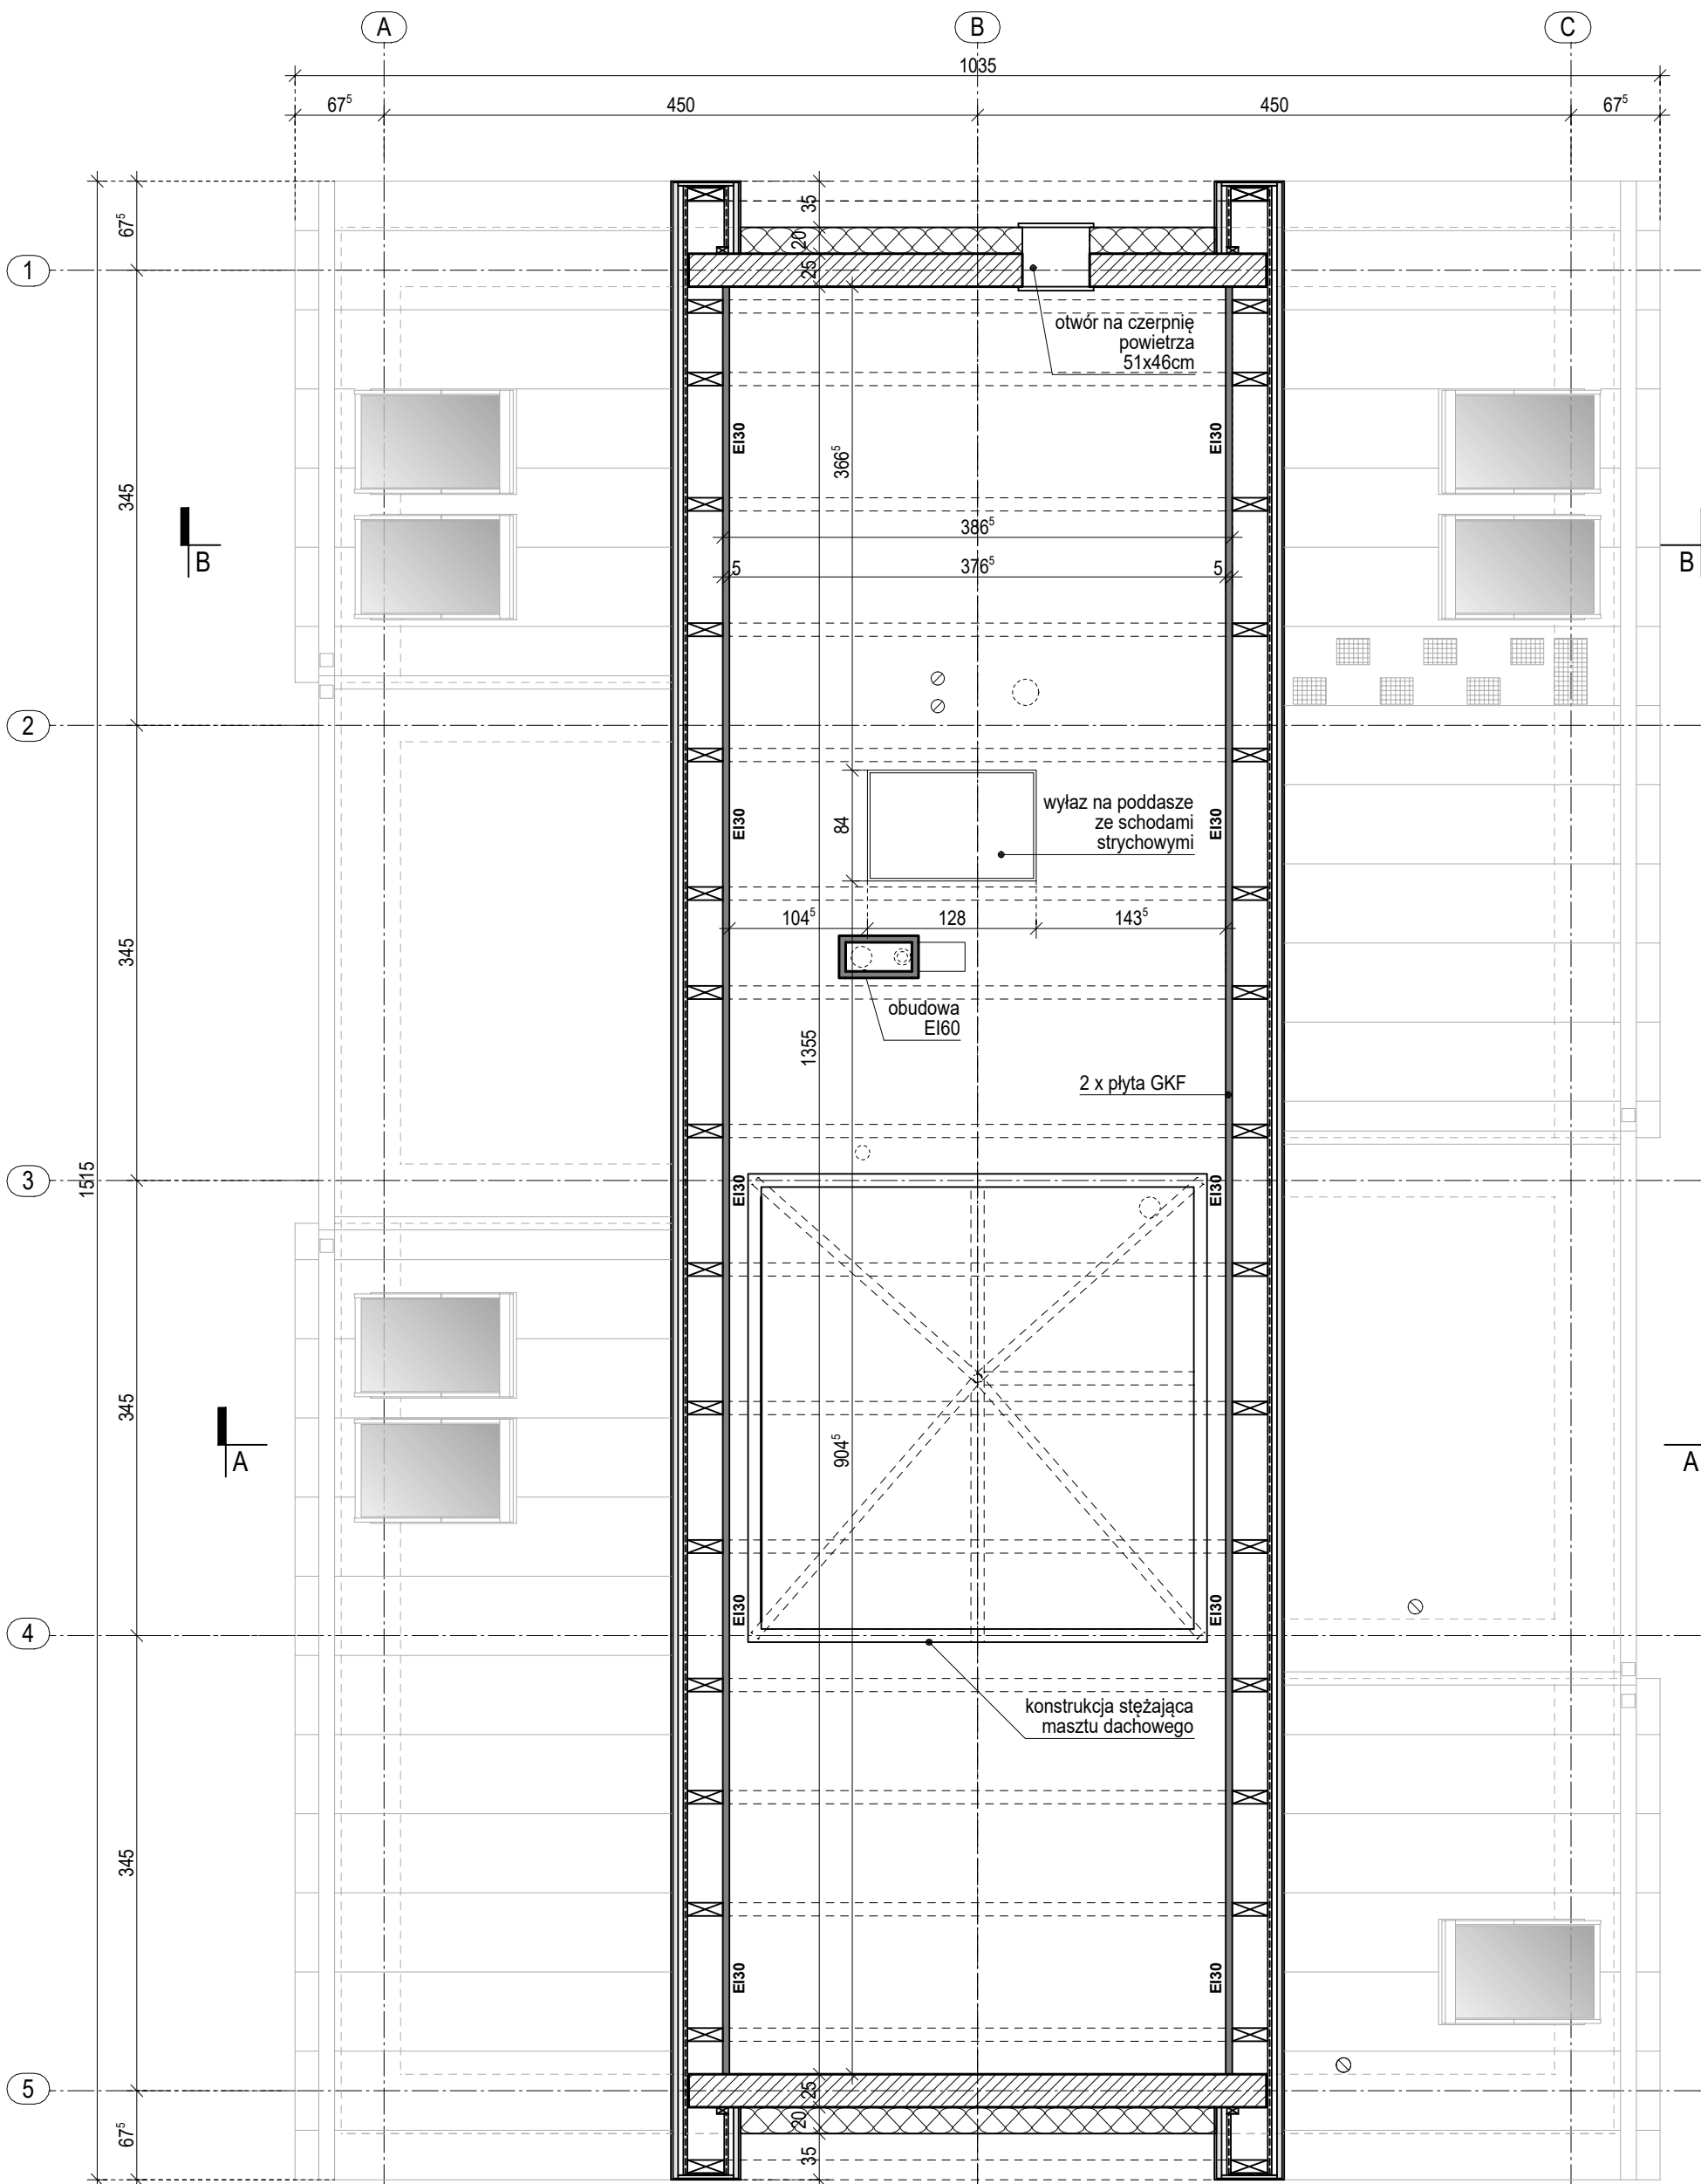 A
B
C
1035
67⁵
450
450
67⁵
67⁵
35
20
25
1
otwór na czerpnię
powietrza
51x46cm
EI30
EI30
366⁵
345
386⁵
B
B
5
376⁵
5
2
wyłaz na poddasze
ze schodami
strychowymi
EI30
84
EI30
104⁵
128
143⁵
345
obudowa
EI60
1355
2 x płyta GKF
3
1515
EI30
EI30
345
904⁵
A
A
EI30
EI30
4
konstrukcja stężająca
masztu dachowego
345
EI30
EI30
5
25
20
67⁵
35